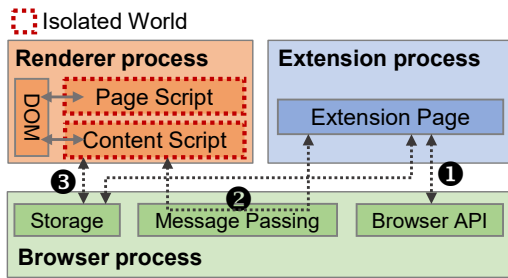 Isolated World
Renderer process
Extension process
DOM
Page Script
Content Script
Extension Page
❸
❷
❶
Storage
Message Passing
Browser API
Browser process